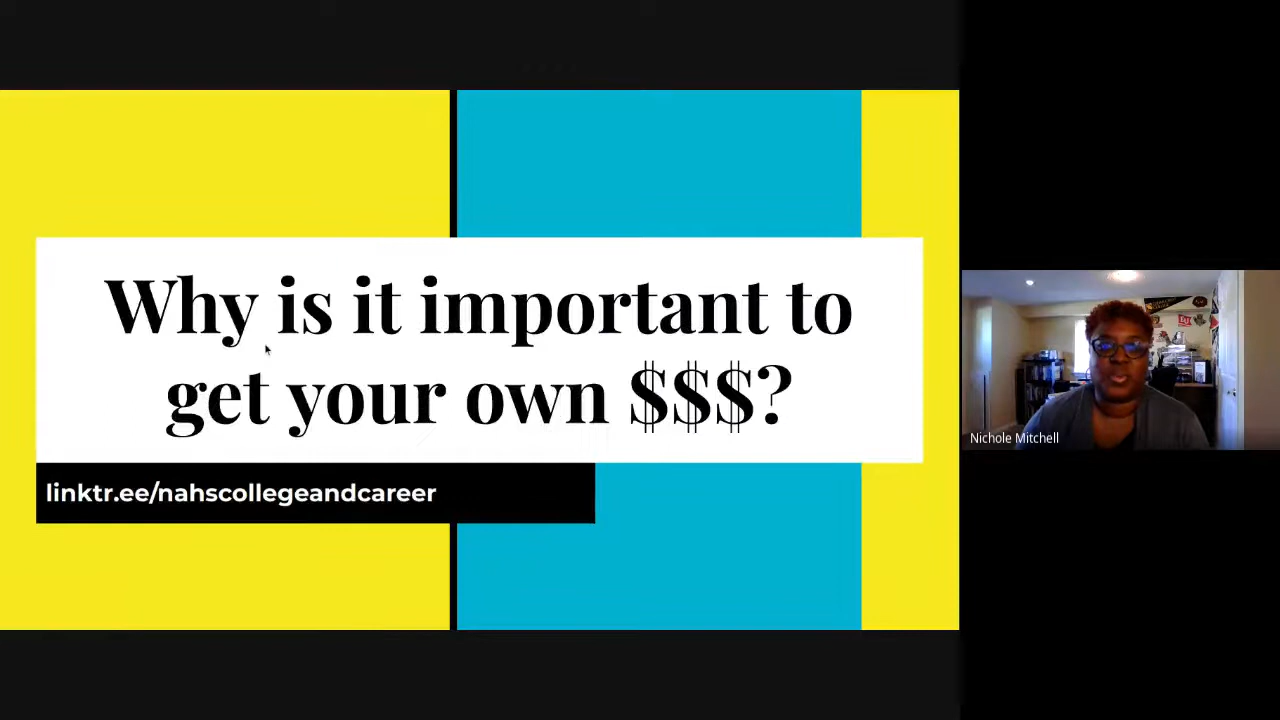 Why is it important to
get your own $$$?
linktr.ee/nahscollegeandcareer
Nichole Mitchell